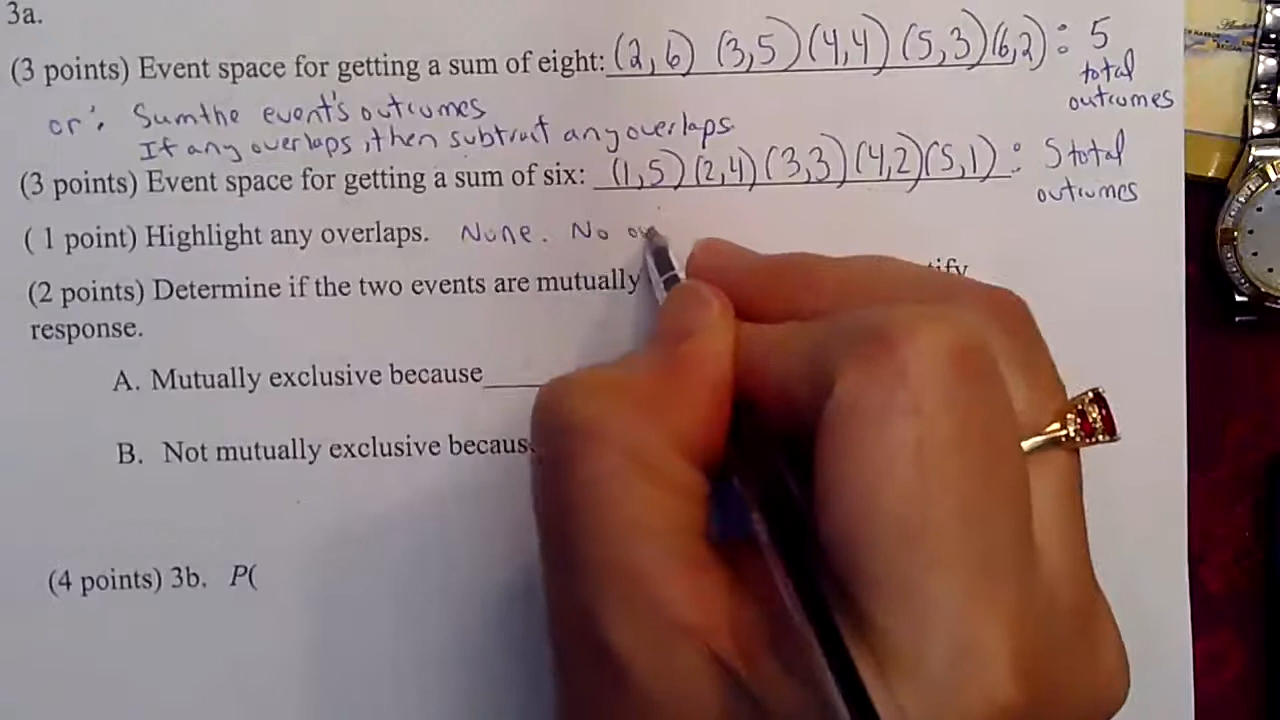 3a.
(3 points) Event space for getting a sum of eight: (2,6) (3,5) (4,4) (5,3) (6,2) : 5
total
outcomes
or: Sum the event's outcomes
If any overlaps, then subtract any overlaps.
(3 points) Event space for getting a sum of six: (1,5) (2,4) (3,3) (4,2) (5,1) : 5 total
outcomes
( 1 point) Highlight any overlaps. None. No ov
(2 points) Determine if the two events are mutually
response.
A. Mutually exclusive because
B. Not mutually exclusive becaus
(4 points) 3b. P(